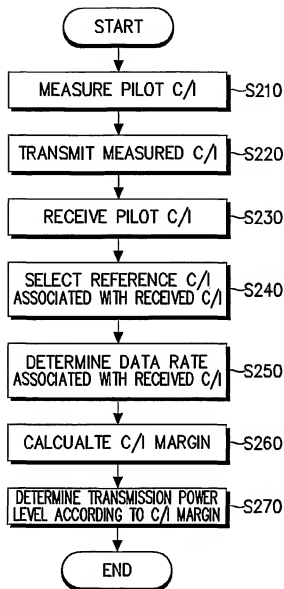 START
MEASURE PILOT C/I
S210
TRANSMIT MEASURED C/I
S220
RECEIVE PILOT C/I
S230
SELECT REFERENCE C/I
ASSOCIATED WITH RECEIVED C/I
S240
DETERMINE DATA RATE
ASSOCIATED WITH RECEIVED C/I
S250
CALCUALTE C/I MARGIN
S260
DETERMINE TRANSMISSION POWER
LEVEL ACCORDING TO C/I MARGIN
S270
END